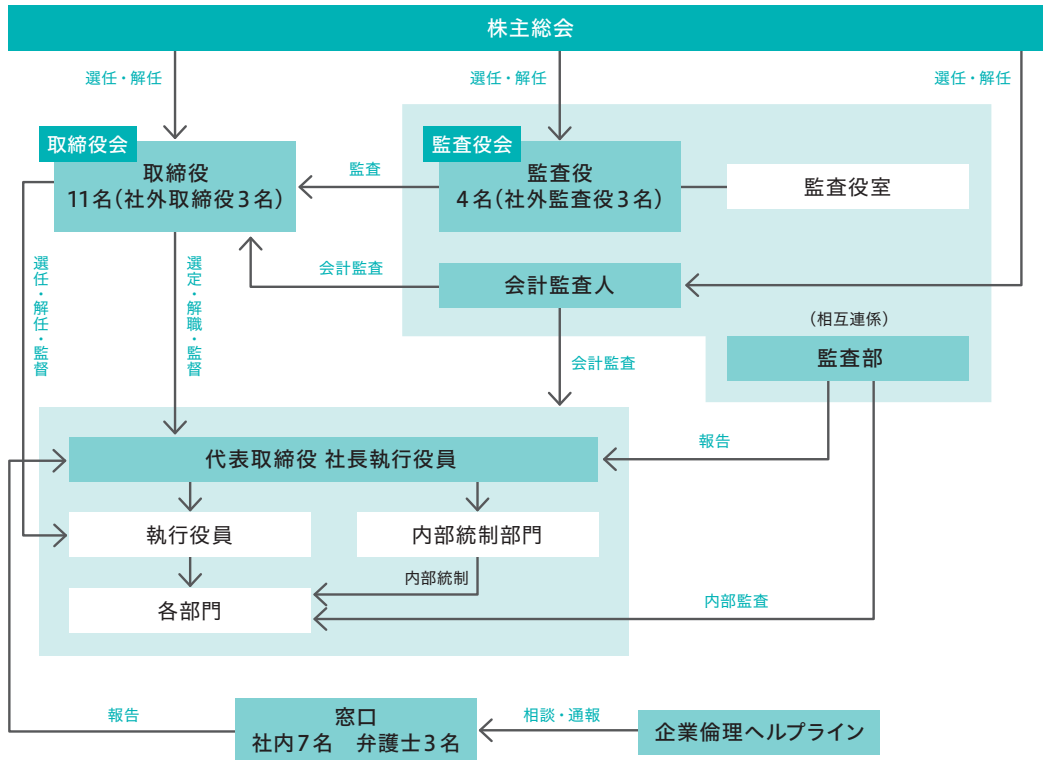 株主総会
選任・解任
選任・解任
選任・解任
取締役会
取締役
11名(社外取締役3名)
監査
監査役会
監査役
4名(社外監査役3名)
監査役室
会計監査
会計監査人
選任・解任・監督
選定・解職・監督
(相互連係)
監査部
会計監査
報告
代表取締役 社長執行役員
執行役員
内部統制部門
内部統制
各部門
内部監査
報告
窓口
社内7名 弁護士3名
相談・通報
企業倫理ヘルプライン